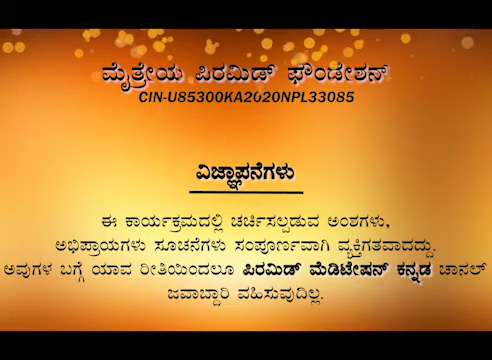 ಮೈತ್ರೇಯ ಪಿರಮಿಡ್ ಫೌಂಡೇಶನ್
CIN-U85300KA2020NPL33085
ವಿಜ್ಞಾಪನೆಗಳು
ಈ ಕಾರ್ಯಕ್ರಮದಲ್ಲಿ ಚರ್ಚಿಸಲ್ಪಡುವ ಅಂಶಗಳು,
ಅಭಿಪ್ರಾಯಗಳು ಸೂಚನೆಗಳು ಸಂಪೂರ್ಣವಾಗಿ ವ್ಯಕ್ತಿಗತವಾದದ್ದು.
ಅವುಗಳ ಬಗ್ಗೆ ಯಾವ ರೀತಿಯಿಂದಲೂ ಪಿರಮಿಡ್ ಮೆಡಿಟೇಷನ್ ಕನ್ನಡ ಚಾನಲ್
ಜವಾಬ್ದಾರಿ ವಹಿಸುವುದಿಲ್ಲ.